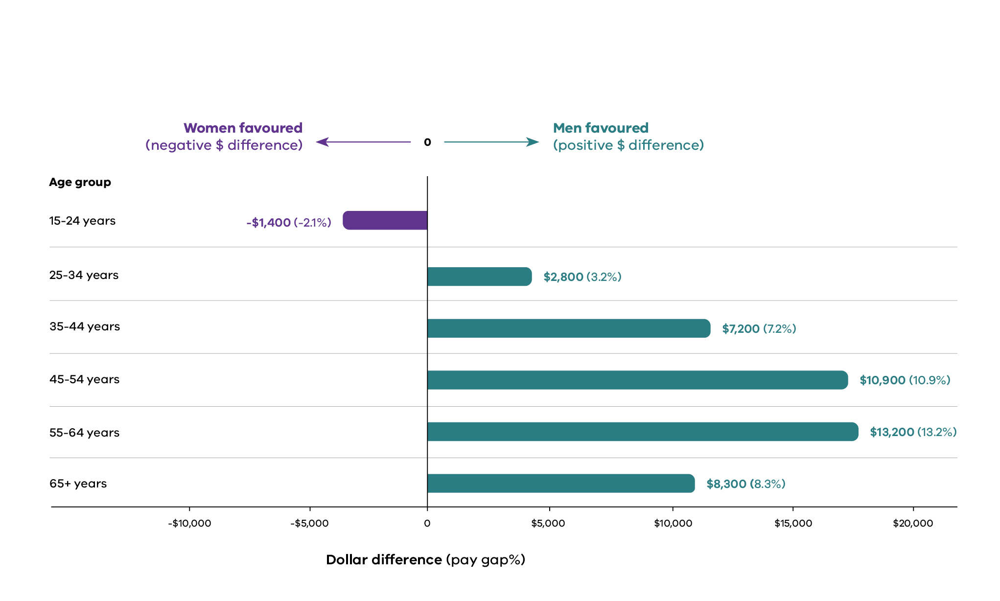 Women favoured
(negative $ difference)
0
Men favoured
(positive $ difference)
Age group
15-24 years
-$1,400 (-2.1%)
25-34 years
$2,800 (3.2%)
35-44 years
$7,200 (7.2%)
45-54 years
$10,900 (10.9%)
55-64 years
$13,200 (13.2%)
65+ years
$8,300 (8.3%)
-$10,000 -$5,000 0 $5,000 $10,000 $15,000 $20,000
Dollar difference (pay gap%)